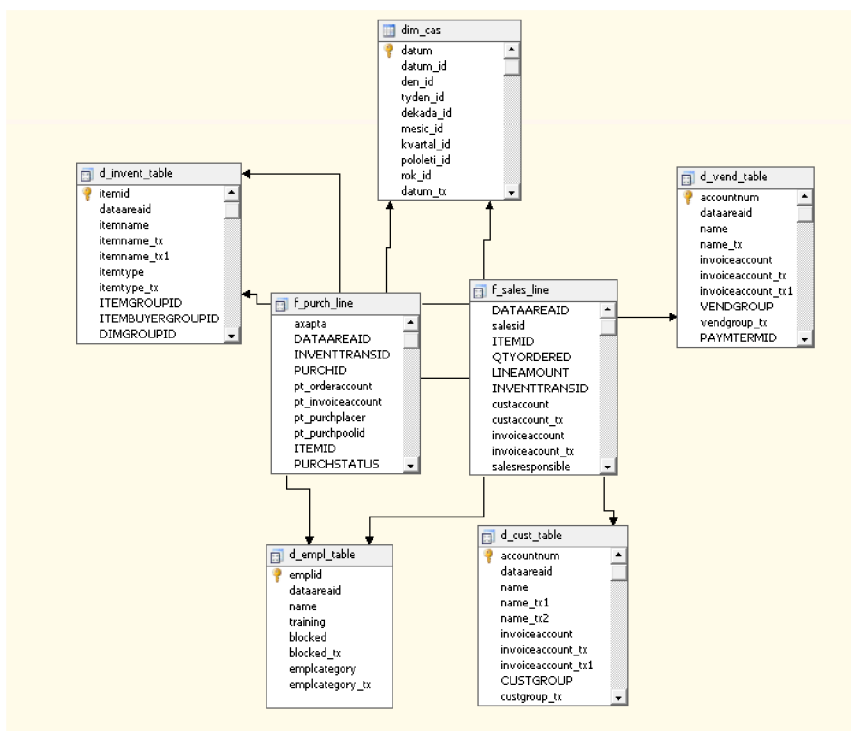 dim_cas
datum
datum_id
den_id
tyden_id
dekada_id
mesic_id
kvartal_id
pololeti_id
rok_id
datum_tx
d_invent_table
itemid
dataareaid
itemname
itemname_tx
itemname_tx1
itemtype
itemtype_tx
ITEMGROUPID
ITEMBUYERGROUPID
DIMGROUPID
d_vend_table
accountnum
dataareaid
name
name_tx
invoiceaccount
invoiceaccount_tx
invoiceaccount_tx1
VENDGROUP
vendgroup_tx
PAYMTERMID
f_purch_line
axapta
DATAAREAID
INVENTTRANSID
PURCHID
pt_orderaccount
pt_invoiceaccount
pt_purchplacer
pt_purchpoolid
ITEMID
PURCHSTATUS
f_sales_line
DATAAREAID
salesid
ITEMID
QTYORDERED
LINEAMOUNT
INVENTTRANSID
custaccount
custaccount_tx
invoiceaccount
invoiceacount_tx
salesresponsible
d_empl_table
emplid
dataareaid
name
training
blocked
blocked_tx
emplcategory
emplcategory_tx
d_cust_table
accountnum
dataareaid
name
name_tx1
name_tx2
invoiceaccount
invoiceaccount_tx
invoiceaccount_tx1
CUSTGROUP
custgroup_tx